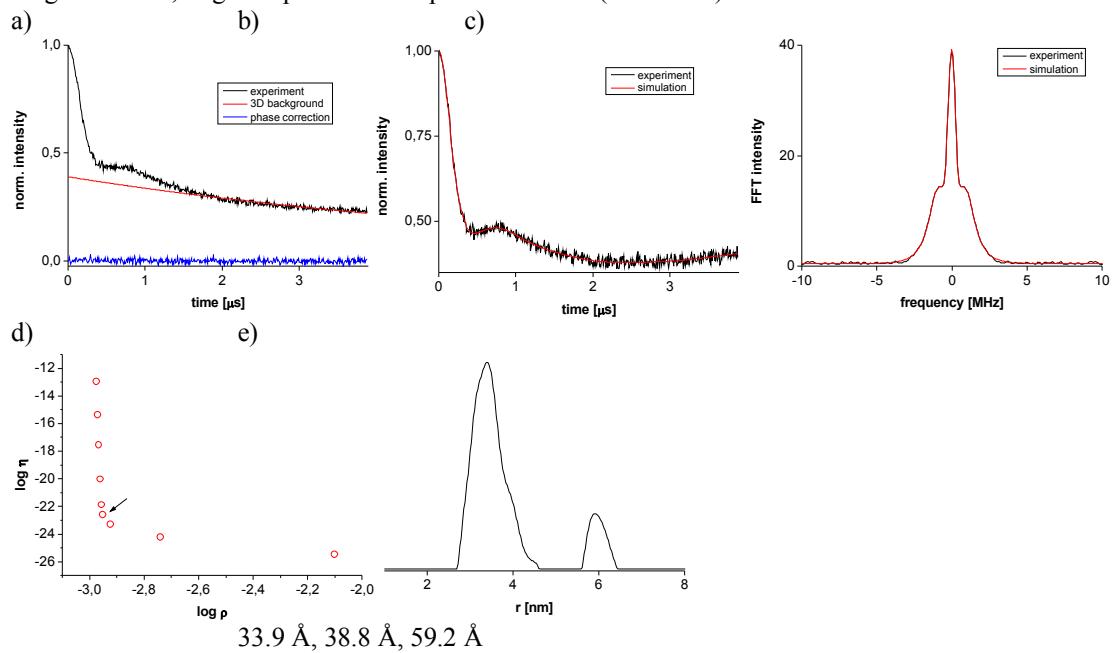 a) b) c)
1,0
0,5
0,0
norm. intensity
experiment
3D background
phase correction
1 2 3
time [µs]
1,00
0,75
0,50
norm. intensity
experiment
simulation
0 1 2 3
time [µs]
40
20
0
FFT intensity
experiment
simulation
-10 -5 0 5 10
frequency [MHz]
d) e)
-12
-14
-16
-18
-20
-22
-24
-26
log η
-3,0 -2,8 -2,6 -2,4 -2,2 -2,0
log ρ
2 4 6 8
r [nm]
33.9 Å, 38.8 Å, 59.2 Å